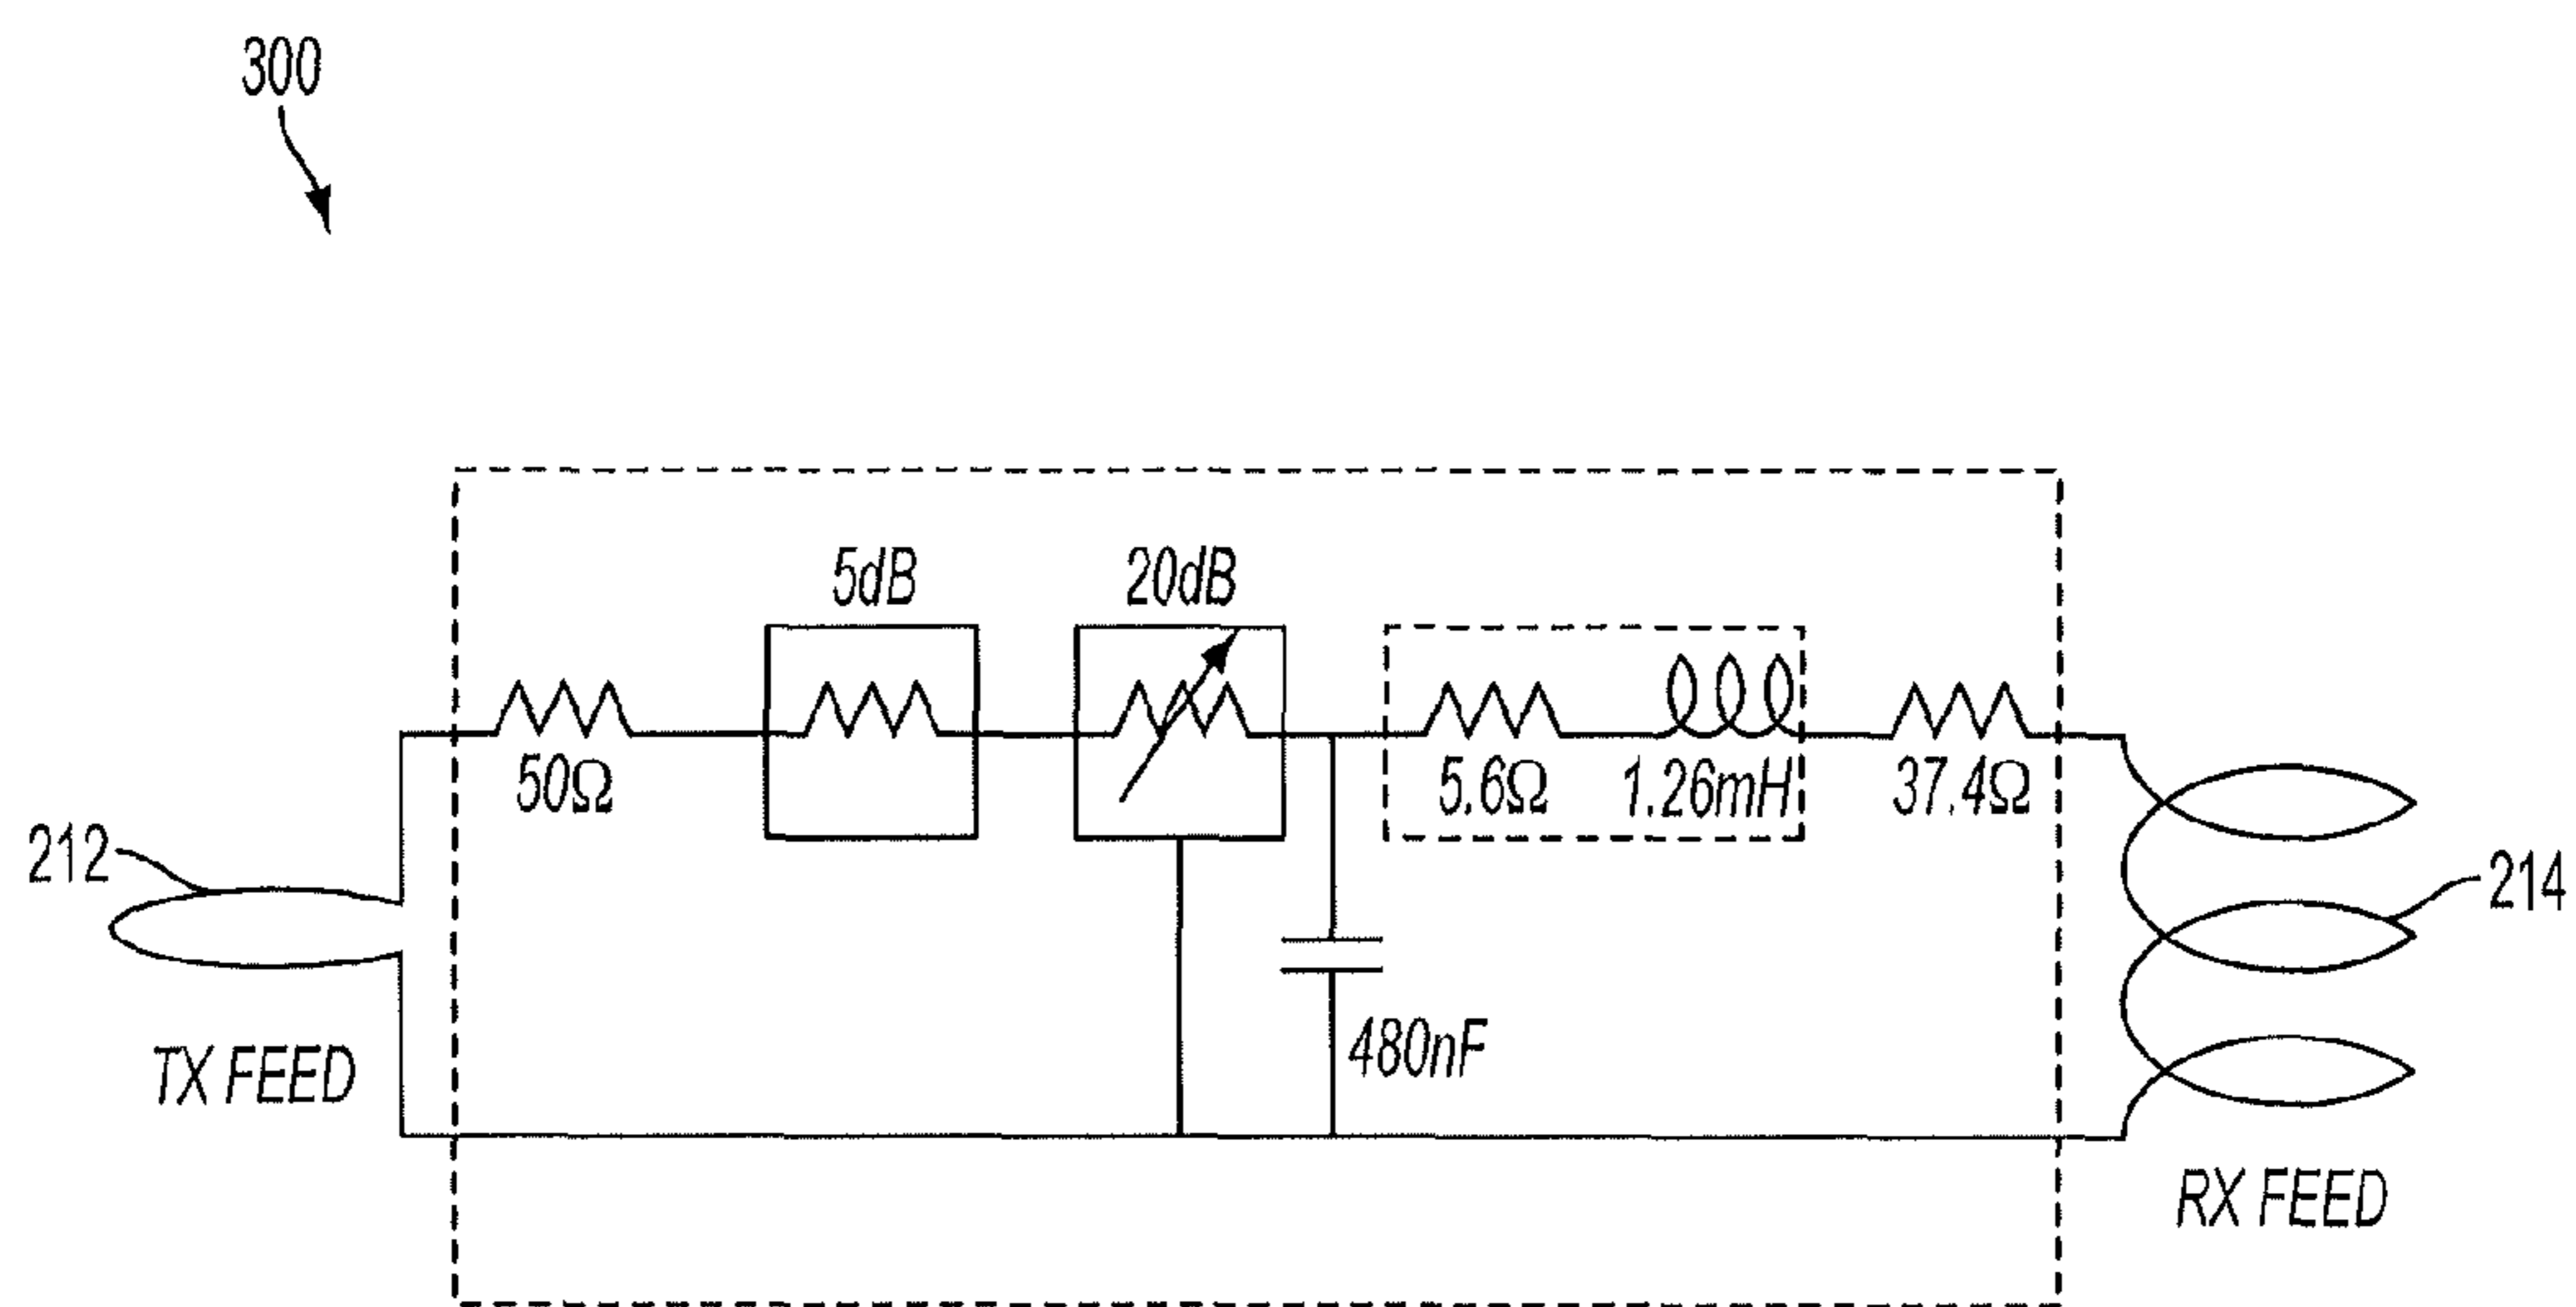 300
5dB
20dB
50Ω
5.6Ω
1.26mH
37.4Ω
212
214
480nF
TX FEED
RX FEED